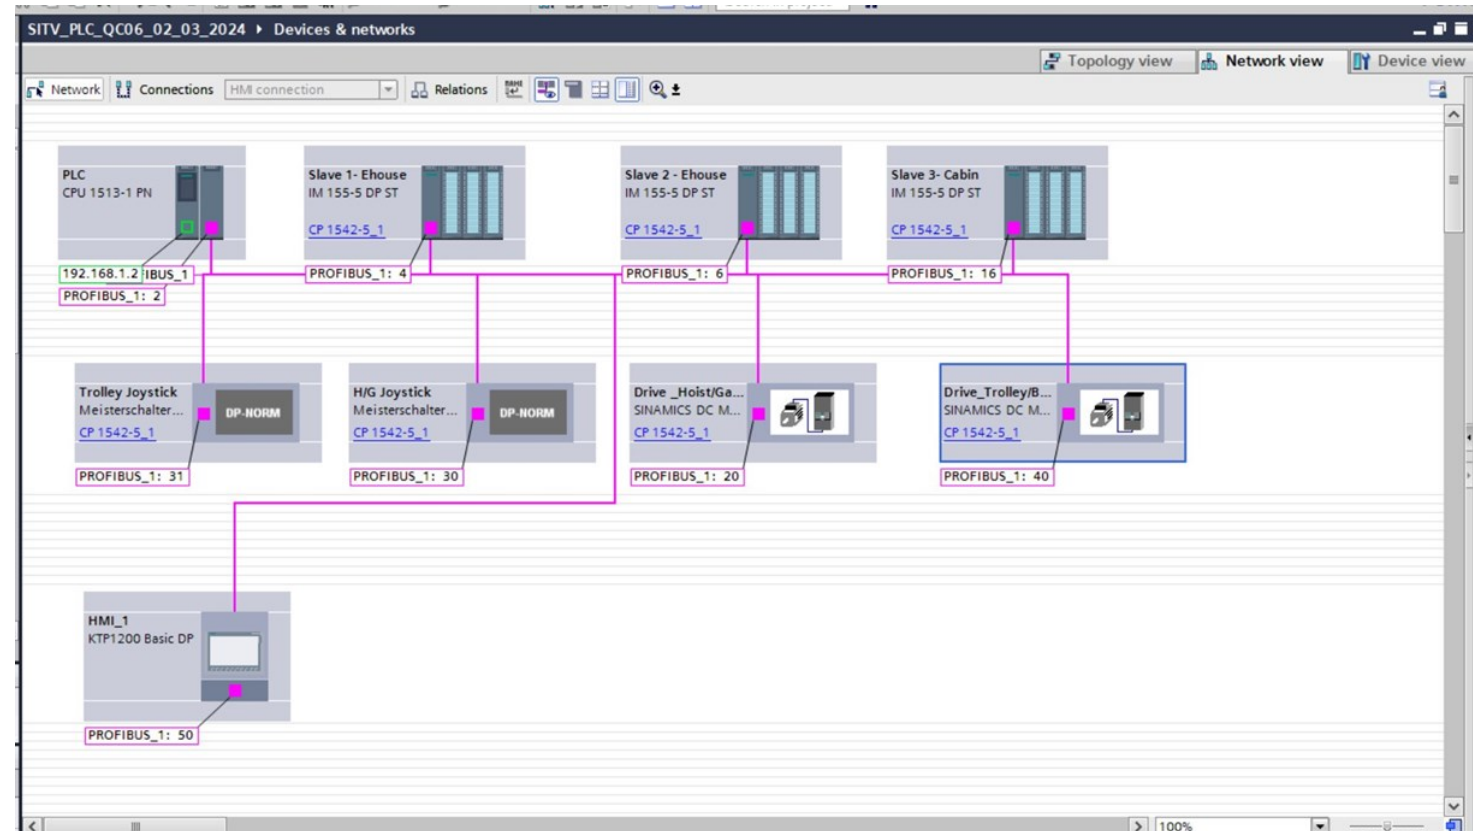 SITV_PLC_QC06_02_03_2024 ▸ Devices & networks
Topology view Network view Device view
Network Connections HMI connection Relations
PLC
CPU 1513-1 PN
Slave 1- Ehouse
IM 155-5 DP ST
CP 1542-5_1
Slave 2 - Ehouse
IM 155-5 DP ST
CP 1542-5_1
Slave 3- Cabin
IM 155-5 DP ST
CP 1542-5_1
192.168.1.2 IBUS_1
PROFIBUS_1: 2
PROFIBUS_1: 4
PROFIBUS_1: 6
PROFIBUS_1: 16
Trolley Joystick
Meisterschalter...
CP 1542-5_1
DP-NORM
PROFIBUS_1: 31
H/G Joystick
Meisterschalter...
CP 1542-5_1
DP-NORM
PROFIBUS_1: 30
Drive _Hoist/Ga...
SINAMICS DC M...
CP 1542-5_1
PROFIBUS_1: 20
Drive_Trolley/B...
SINAMICS DC M...
CP 1542-5_1
PROFIBUS_1: 40
HMI_1
KTP1200 Basic DP
PROFIBUS_1: 50
100%